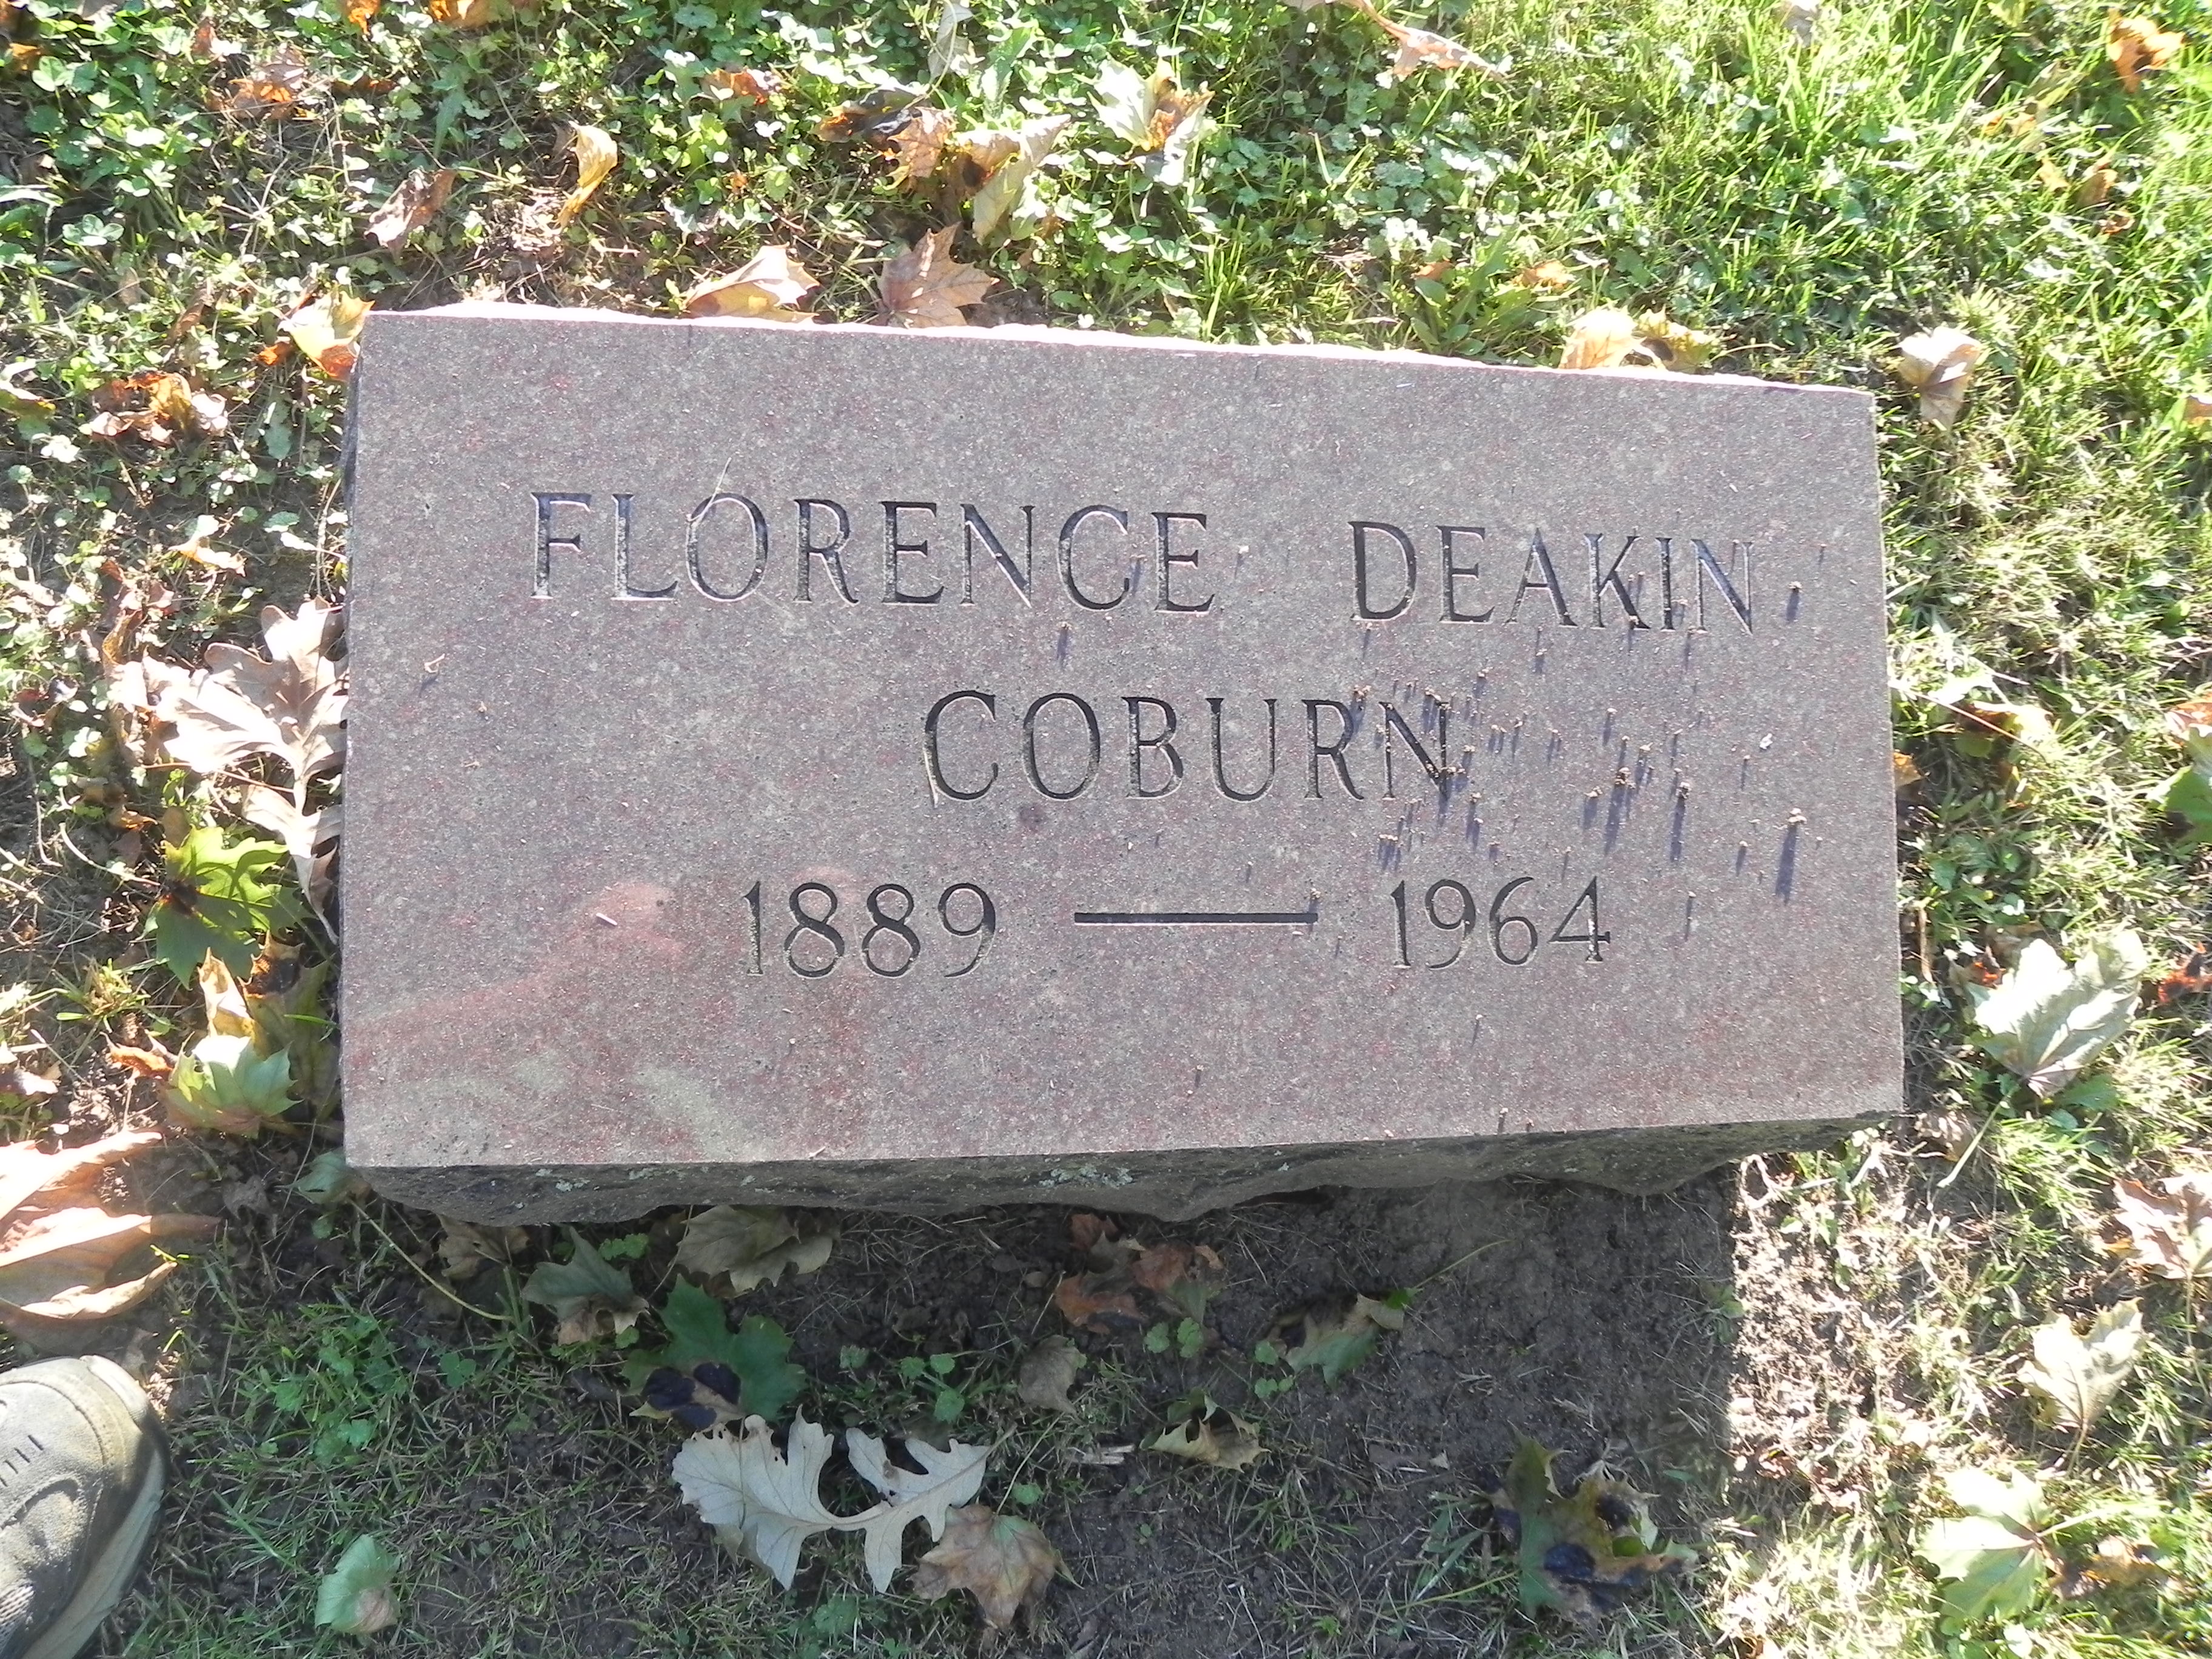 FLORENCE DEAKIN
COBURN
1889 — 1964